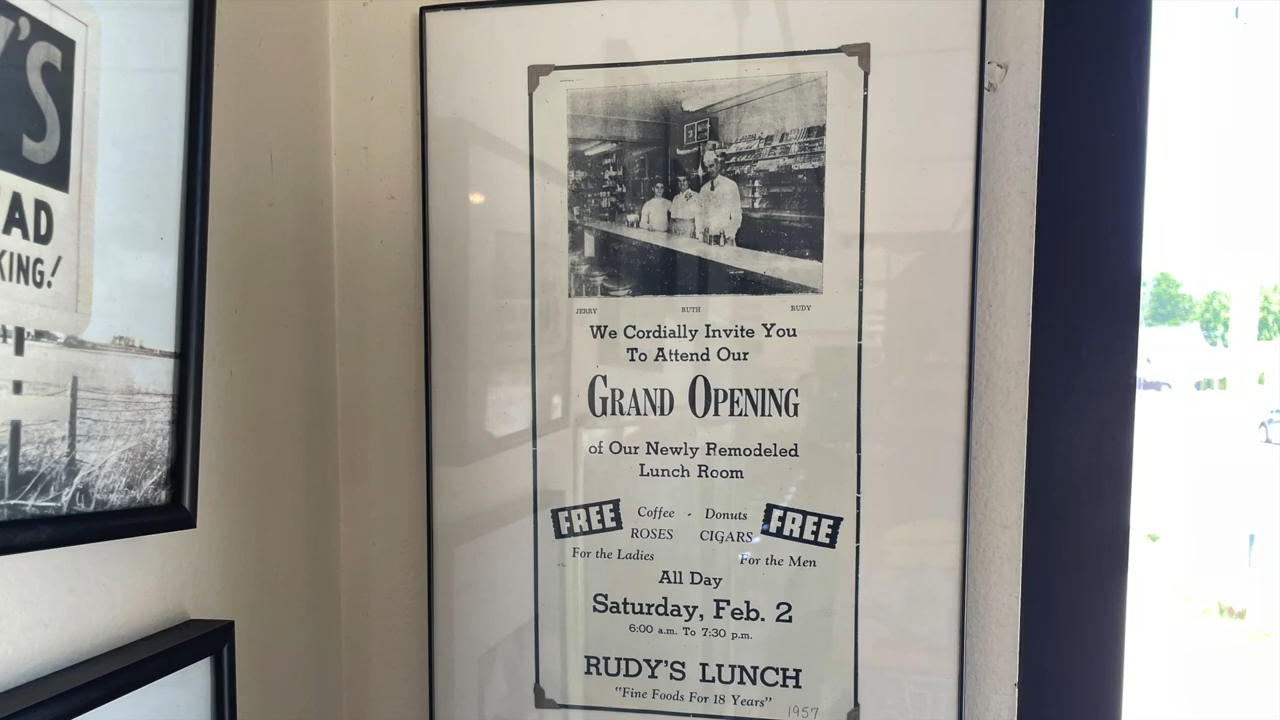 'S
AD
KING!
JERRY RUTH RUDY
We Cordially Invite You
To Attend Our
GRAND OPENING
of Our Newly Remodeled
Lunch Room
FREE Coffee - Donuts FREE
ROSES CIGARS
For the Ladies For the Men
All Day
Saturday, Feb. 2
6:00 a.m. To 7:30 p.m.
RUDY'S LUNCH
"Fine Foods For 18 Years"
1957